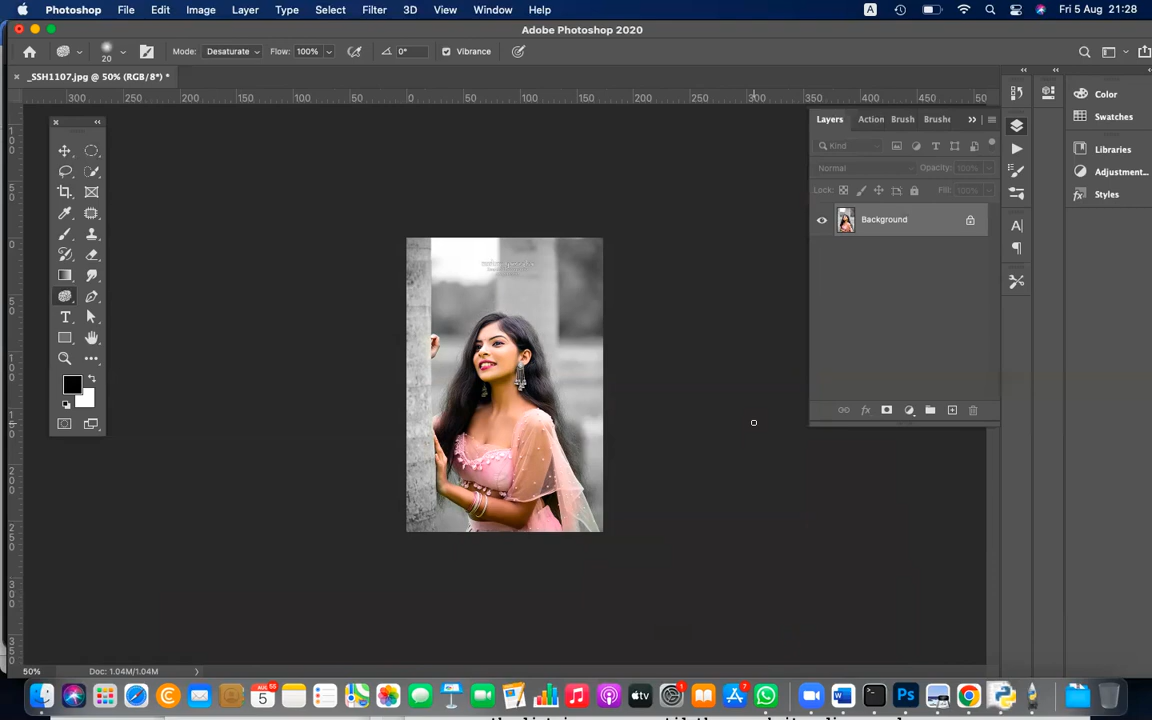 Photoshop File Edit Image Layer Type Select Filter 3D View Window Help A Fri 5 Aug 21:28
Adobe Photoshop 2020
20 Mode: Desaturate Flow: 100% 0° Vibrance
_SSH1107.jpg @ 50% (RGB/8*) *
300 250 200 150 100 50 0 50 100 150 200 250 300 350 400 450 50
Layers Action Brush Brushe
Color
Swatches
Kind
Libraries
Normal Opacity: 100%
Adjustment...
Lock: Fill: 100%
Styles
Background
50% Doc: 1.04M/1.04M
AUG 5